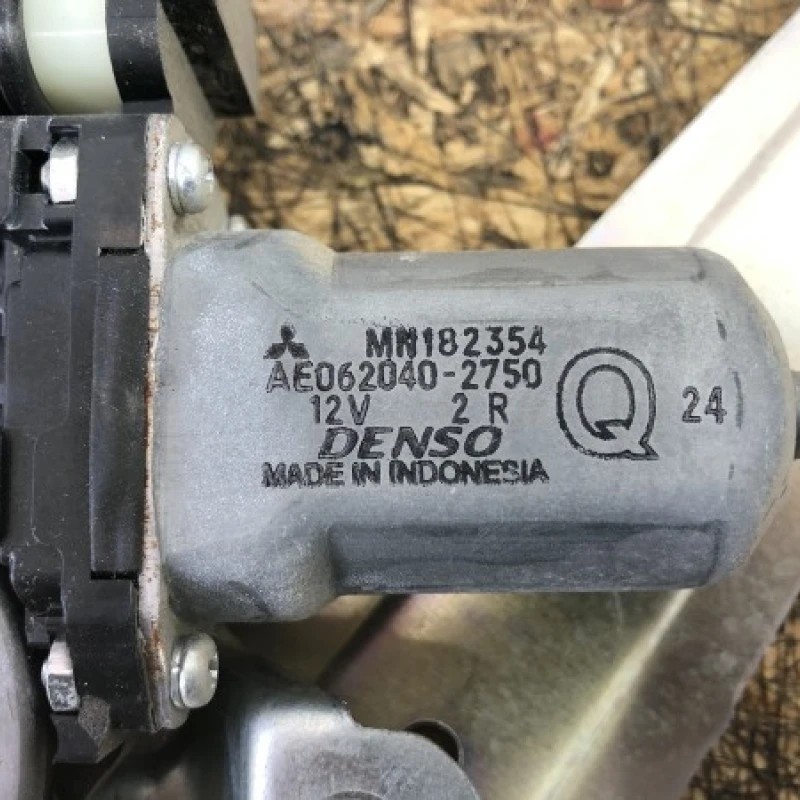 MN182354
AE062040-2750
12V 2 R
DENSO
MADE IN INDONESIA
Q
24